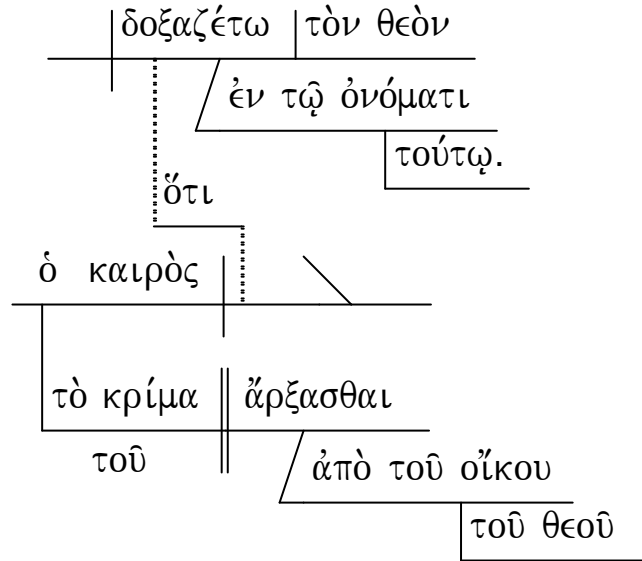 δοξαζέτω τὸν θεὸν
ἐν τῷ ὀνόματι
τούτῳ.
ὅτι
ὁ καιρὸς
τὸ κρίμα ἄρξασθαι
τοῦ
ἀπὸ τοῦ οἴκου
τοῦ θεοῦ